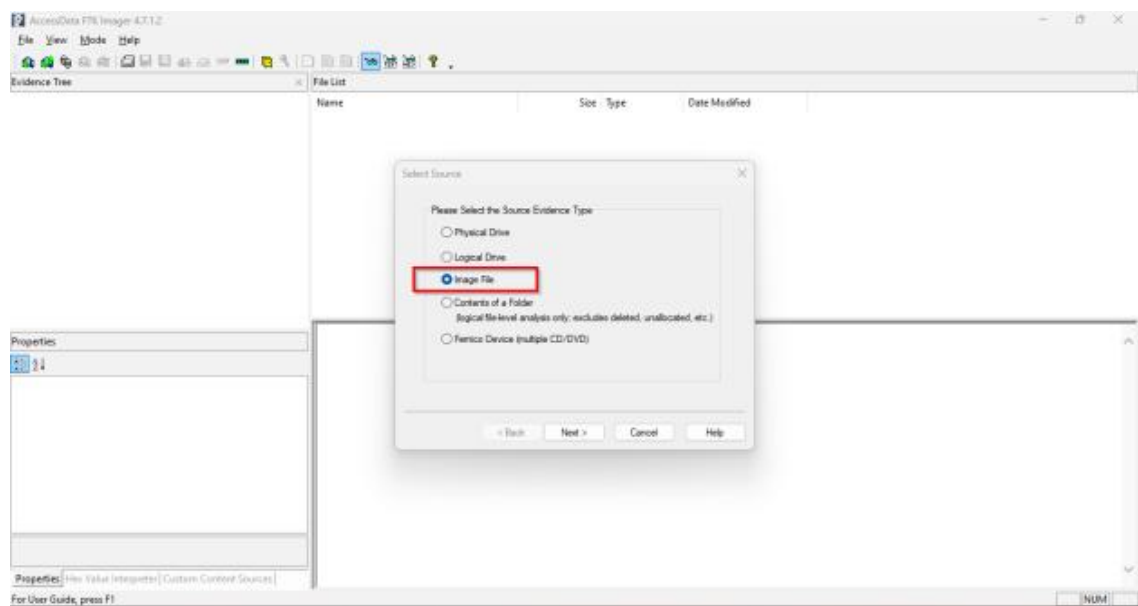 AccessData FTK Imager 4.7.1.2
File View Mode Help
Evidence Tree
File List
Name Size Type Date Modified
Select Source
Please Select the Source Evidence Type
Physical Drive
Logical Drive
Image File
Contents of a Folder
(logical file-level analysis only; excludes deleted, unallocated, etc.)
Fernico Device (multiple CD/DVD)
< Back Next > Cancel Help
Properties
Properties Hex Value Interpreter Custom Content Sources
For User Guide, press F1
NUM